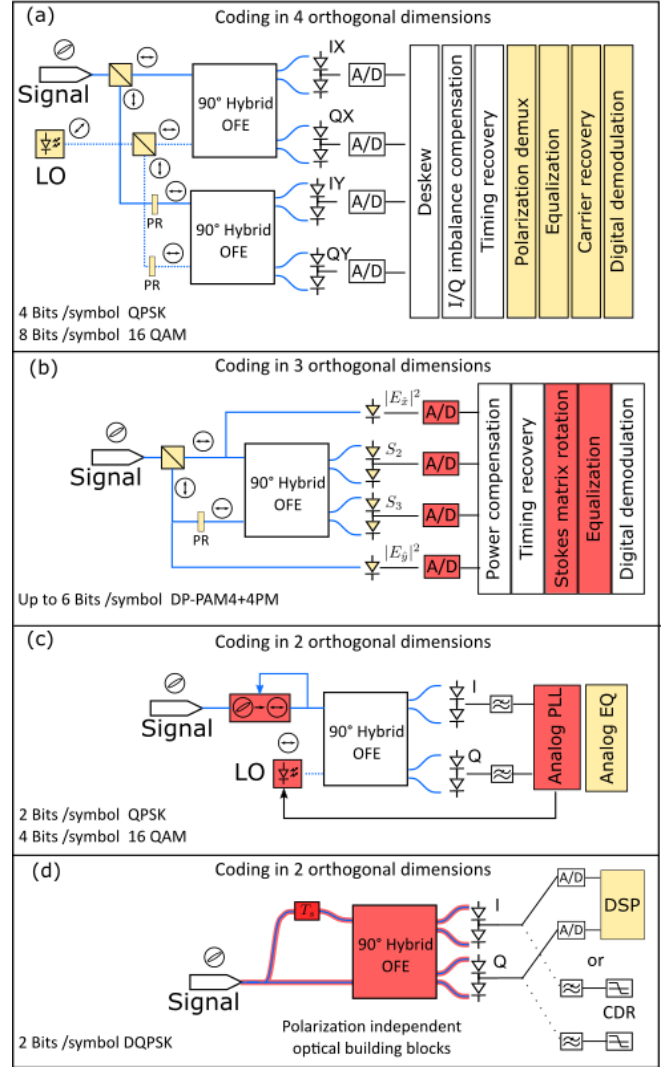 (a)
Coding in 4 orthogonal dimensions
Signal
LO
PR
PR
90° Hybrid
OFE
90° Hybrid
OFE
IX
QX
IY
QY
A/D
A/D
A/D
A/D
Deskew
I/Q imbalance compensation
Timing recovery
Polarization demux
Equalization
Carrier recovery
Digital demodulation
4 Bits /symbol QPSK
8 Bits /symbol 16 QAM
(b)
Coding in 3 orthogonal dimensions
Signal
PR
90° Hybrid
OFE
|E_x̂|²
S₂
S₃
|E_ŷ|²
A/D
A/D
A/D
A/D
Power compensation
Timing recovery
Stokes matrix rotation
Equalization
Digital demodulation
Up to 6 Bits /symbol DP-PAM4+4PM
(c)
Coding in 2 orthogonal dimensions
Signal
LO
90° Hybrid
OFE
I
Q
Analog PLL
Analog EQ
2 Bits /symbol QPSK
4 Bits /symbol 16 QAM
(d)
Coding in 2 orthogonal dimensions
Signal
Tₛ
90° Hybrid
OFE
I
Q
A/D
A/D
DSP
or
CDR
Polarization independent
optical building blocks
2 Bits /symbol DQPSK